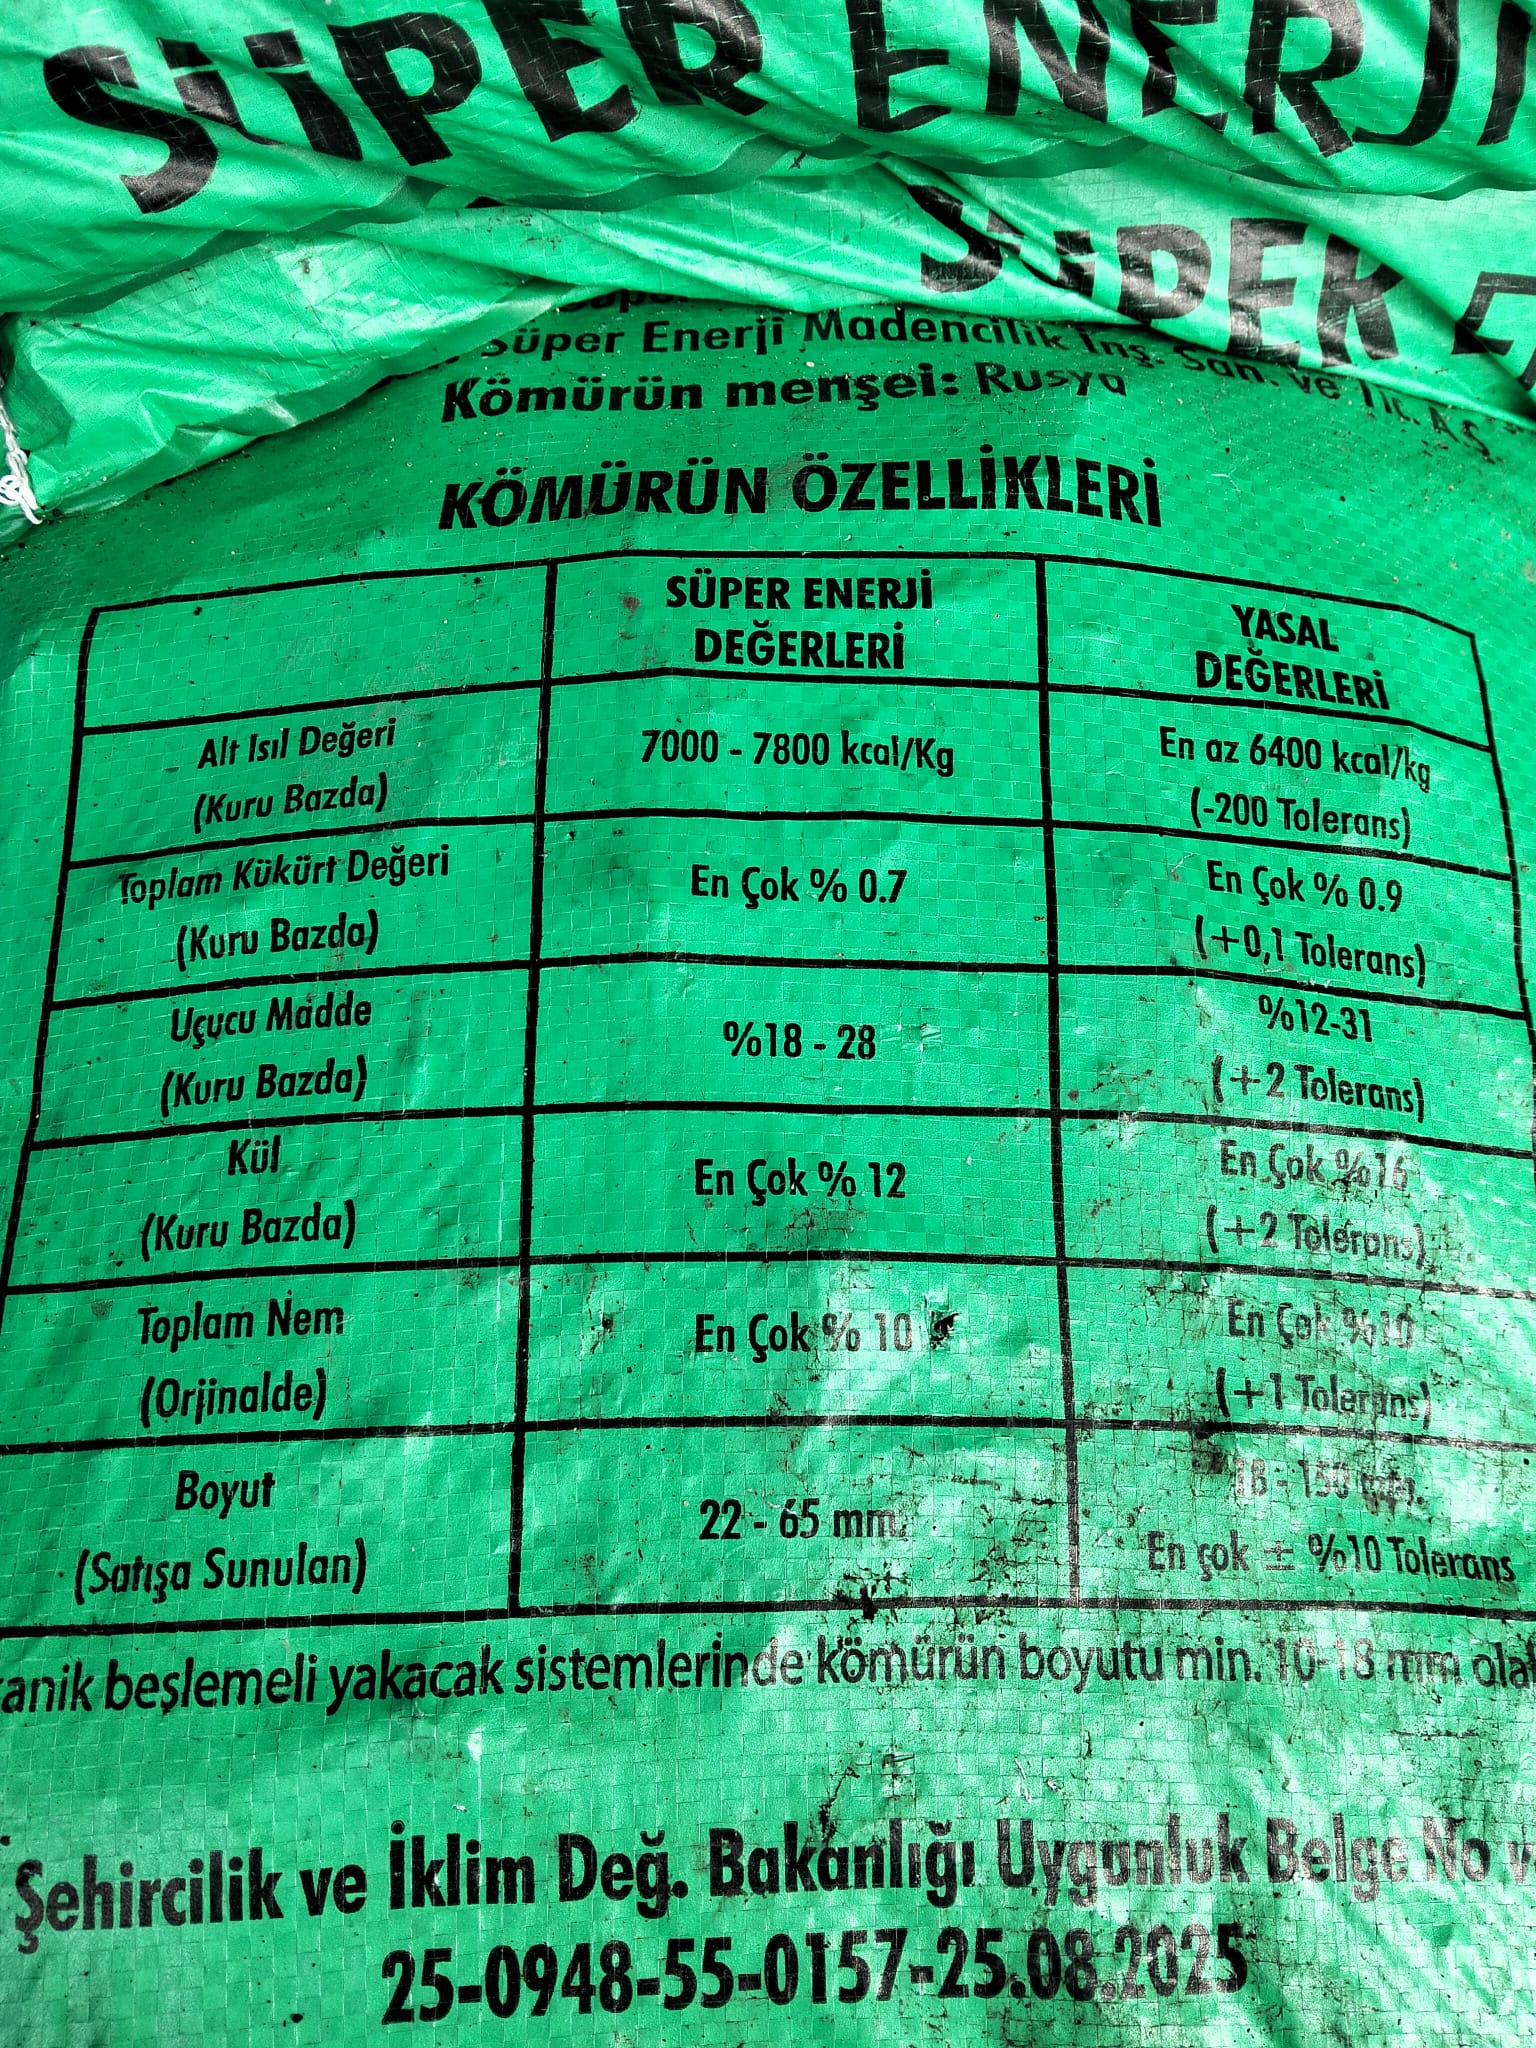 SÜPER ENERJİ
SÜPER
Süper Enerji Madencilik İnş. San. ve Tic. A.Ş
Kömürün menşei: Rusya
KÖMÜRÜN ÖZELLİKLERİ
SÜPER ENERJİ DEĞERLERİ
YASAL DEĞERLERİ
Alt Isıl Değeri (Kuru Bazda)
7000 - 7800 kcal/Kg
En az 6400 kcal/kg (-200 Tolerans)
Toplam Kükürt Değeri (Kuru Bazda)
En Çok % 0.7
En Çok % 0.9 (+0,1 Tolerans)
Uçucu Madde (Kuru Bazda)
%18 - 28
%12-31 (+2 Tolerans)
Kül (Kuru Bazda)
En Çok % 12
En Çok %16 (+2 Tolerans)
Toplam Nem (Orjinalde)
En Çok % 10
En Çok %10 (+1 Tolerans)
Boyut (Satışa Sunulan)
22 - 65 mm.
18 - 150 mm. En çok ± %10 Tolerans
beslemeli yakacak sistemlerinde kömürün boyutu min. 10-18 mm
Şehircilik ve İklim Değ. Bakanlığı Uygunluk Belge No
25-0948-55-0157-25.08.2025